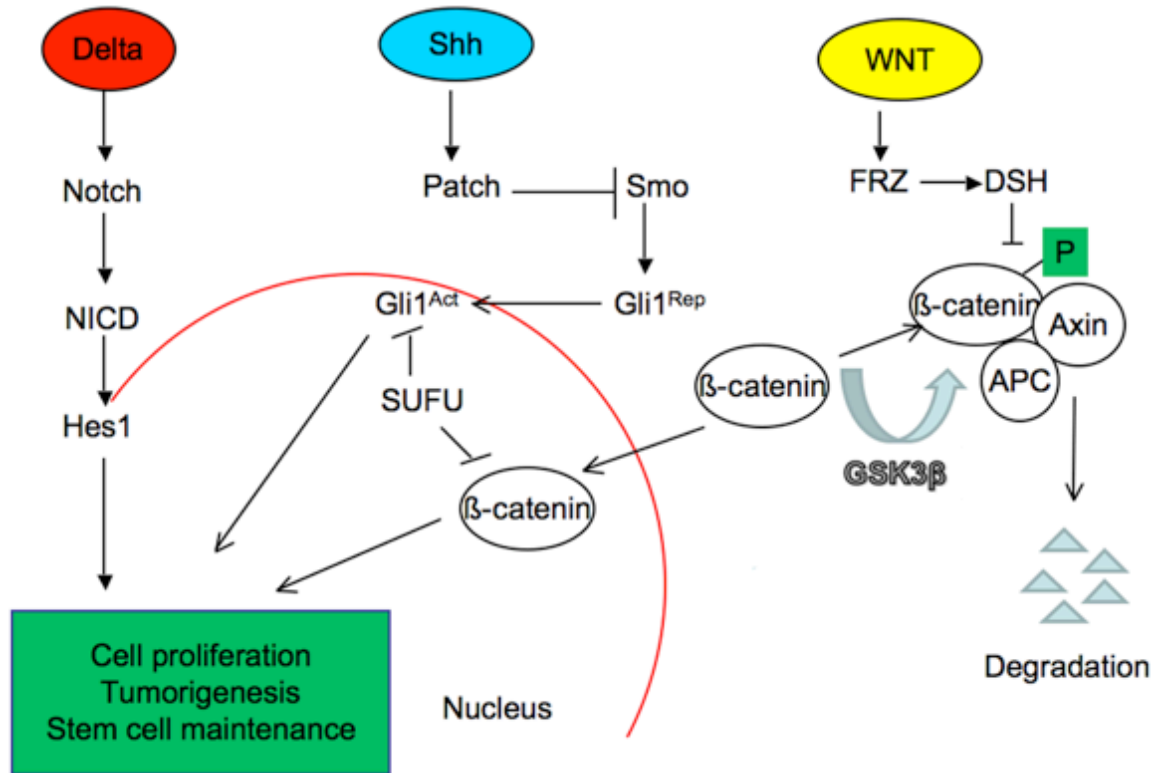 Delta
Shh
WNT
Notch
Patch
Smo
FRZ
DSH
P
NICD
Gli1Act
Gli1Rep
ß-catenin
Axin
APC
ß-catenin
Hes1
SUFU
GSK3β
ß-catenin
Cell proliferation
Tumorigenesis
Stem cell maintenance
Nucleus
Degradation